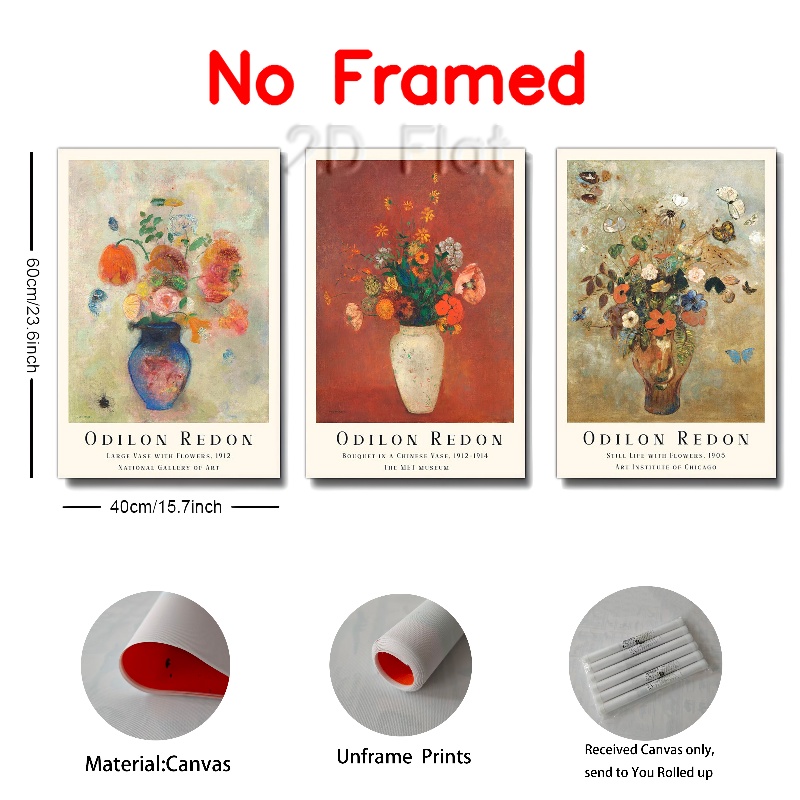 No Framed
2D Flat
60cm/23.6inch
ODILON REDON
LARGE VASE WITH FLOWERS, 1912
NATIONAL GALLERY OF ART
ODILON REDON
BOUQUET IN A CHINESE VASE, 1912-1914
THE MET MUSEUM
ODILON REDON
STILL LIFE WITH FLOWERS, 1905
ART INSTITUTE OF CHICAGO
40cm/15.7inch
Material:Canvas
Unframe Prints
Received Canvas only,
send to You Rolled up